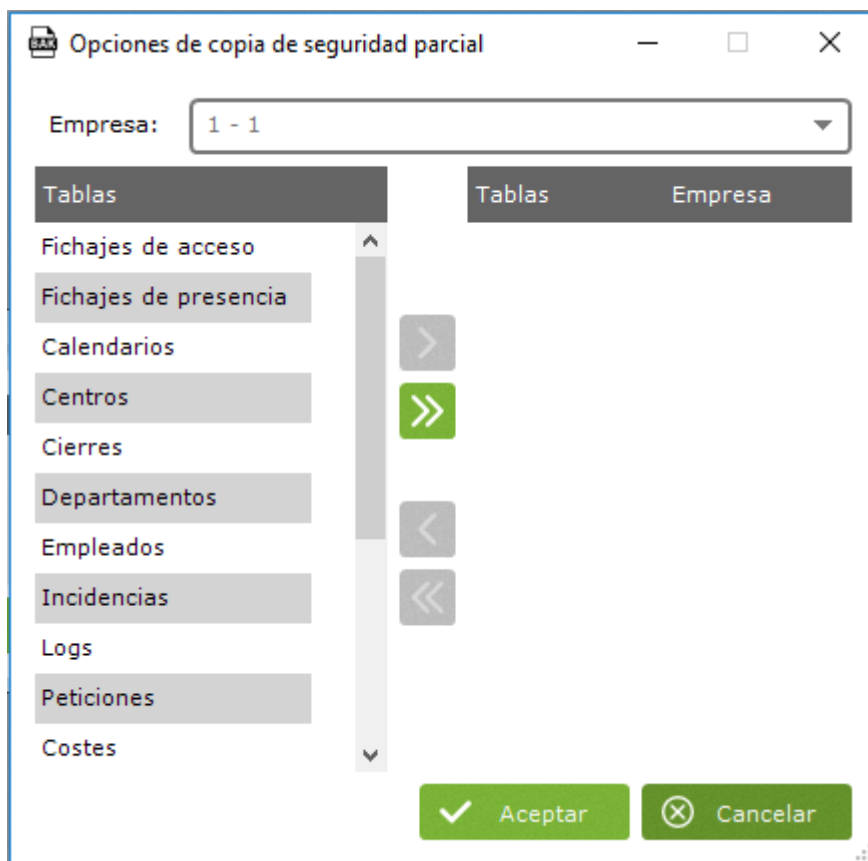 BAK Opciones de copia de seguridad parcial
Empresa: 1 - 1
Tablas
Tablas Empresa
Fichajes de acceso
Fichajes de presencia
Calendarios
Centros
Cierres
Departamentos
Empleados
Incidencias
Logs
Peticiones
Costes
Aceptar Cancelar